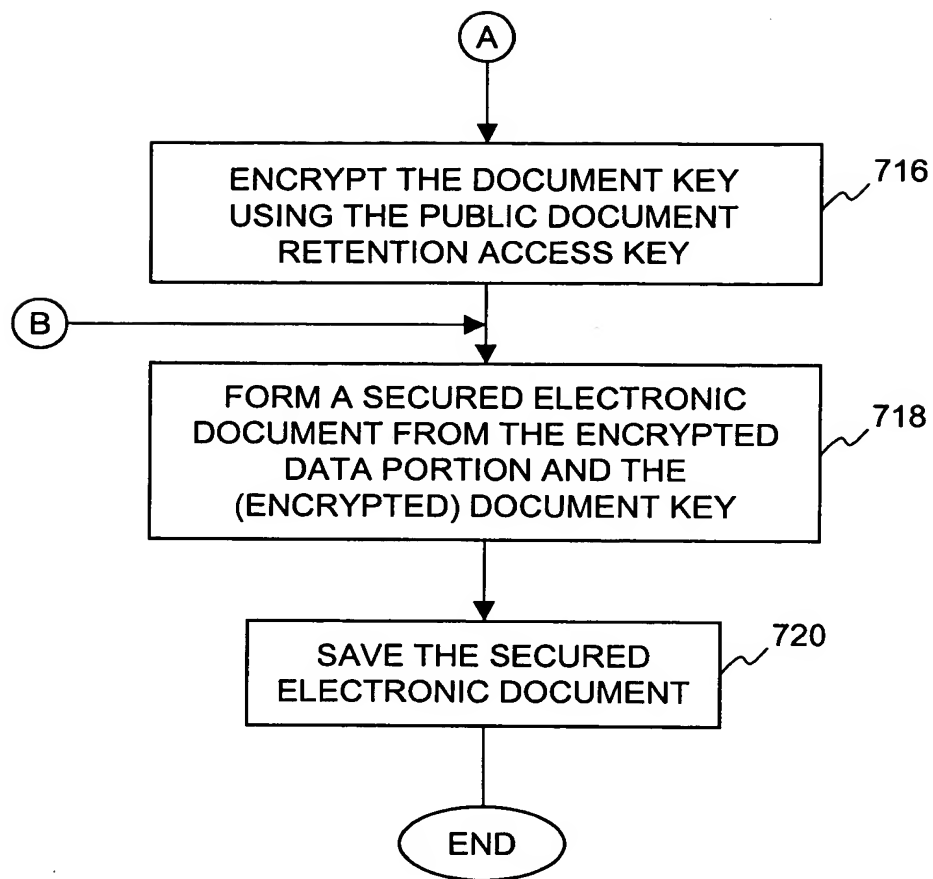 A
ENCRYPT THE DOCUMENT KEY
USING THE PUBLIC DOCUMENT
RETENTION ACCESS KEY
716
B
FORM A SECURED ELECTRONIC
DOCUMENT FROM THE ENCRYPTED
DATA PORTION AND THE
(ENCRYPTED) DOCUMENT KEY
718
SAVE THE SECURED
ELECTRONIC DOCUMENT
720
END